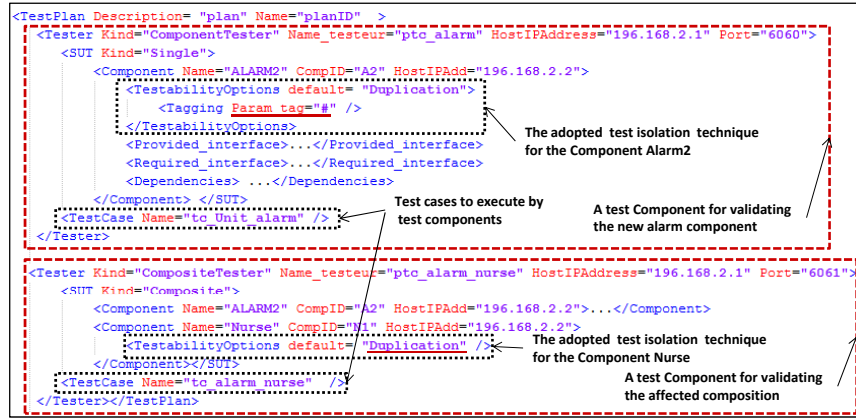 <TestPlan Description= "plan" Name="planID" >
<Tester Kind="ComponentTester" Name_testeur="ptc_alarm" HostIPAddress="196.168.2.1" Port="6060">
<SUT Kind="Single">
<Component Name="ALARM2" CompID="A2" HostIPAdd="196.168.2.2">
<TestabilityOptions default= "Duplication">
<Tagging Param_tag="#" />
</TestabilityOptions>
The adopted test isolation technique
for the Component Alarm2
<Provided_interface>...</Provided_interface>
<Required_interface>...</Required_interface>
<Dependencies> ...</Dependencies>
</Component> </SUT>
Test cases to execute by
test components
<TestCase Name="tc_Unit_alarm" />
</Tester>
A test Component for validating
the new alarm component
<Tester Kind="CompositeTester" Name_testeur="ptc_alarm_nurse" HostIPAddress="196.168.2.1" Port="6061">
<SUT Kind="Composite">
<Component Name="ALARM2" CompID="A2" HostIPAdd="196.168.2.2">...</Component>
<Component Name="Nurse" CompID="N1" HostIPAdd="196.168.2.2">
<TestabilityOptions default= "Duplication" />
The adopted test isolation technique
for the Component Nurse
</Component></SUT>
<TestCase Name="tc_alarm_nurse" />
</Tester></TestPlan>
A test Component for validating
the affected composition